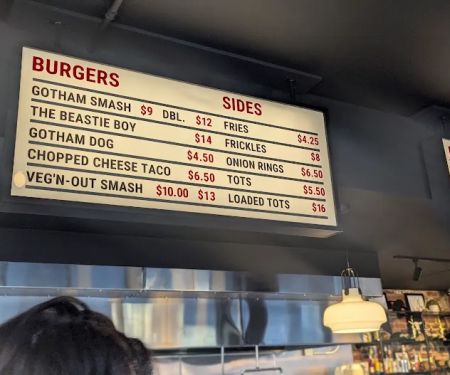 BURGERS
GOTHAM SMASH $9 DBL. $12
THE BEASTIE BOY $14
GOTHAM DOG $4.50
CHOPPED CHEESE TACO $6.50
VEG'N-OUT SMASH $10.00 $13
SIDES
FRIES $4.25
FRICKLES $8
ONION RINGS $6.50
TOTS $5.50
LOADED TOTS $16